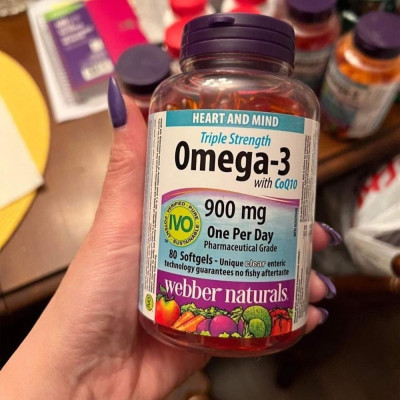 HEART AND MIND
Triple Strength
Omega-3
with CoQ10
900 mg
One Per Day
Pharmaceutical Grade
IVO
80 Softgels - Unique clear enteric
technology guarantees no fishy aftertaste
webber naturals.